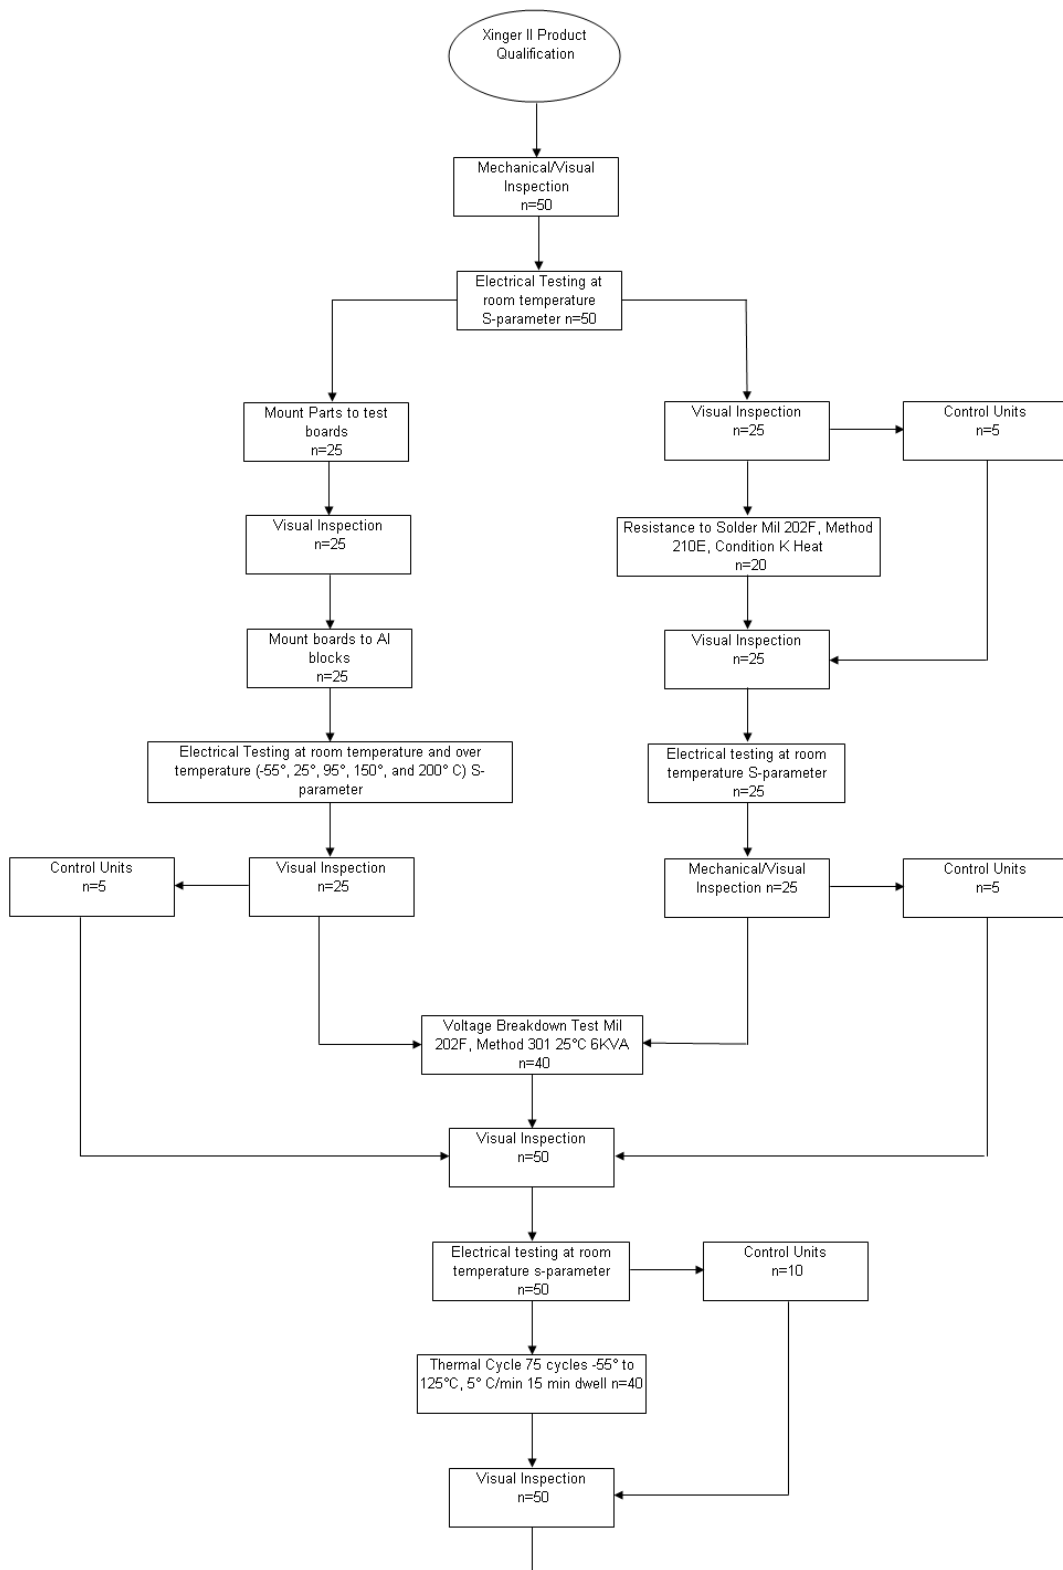 Xinger II Product
Qualification
Mechanical/Visual
Inspection
n=50
Electrical Testing at
room temperature
S-parameter n=50
Mount Parts to test
boards
n=25
Visual Inspection
n=25
Control Units
n=5
Visual Inspection
n=25
Resistance to Solder Mil 202F, Method
210E, Condition K Heat
n=20
Mount boards to Al
blocks
n=25
Visual Inspection
n=25
Electrical Testing at room temperature and over
temperature (-55°, 25°, 95°, 150°, and 200° C) S-
parameter
Electrical testing at room
temperature S-parameter
n=25
Control Units
n=5
Visual Inspection
n=25
Mechanical/Visual
Inspection n=25
Control Units
n=5
Voltage Breakdown Test Mil
202F, Method 301 25°C 6KVA
n=40
Visual Inspection
n=50
Electrical testing at room
temperature s-parameter
n=50
Control Units
n=10
Thermal Cycle 75 cycles -55° to
125°C, 5° C/min 15 min dwell n=40
Visual Inspection
n=50